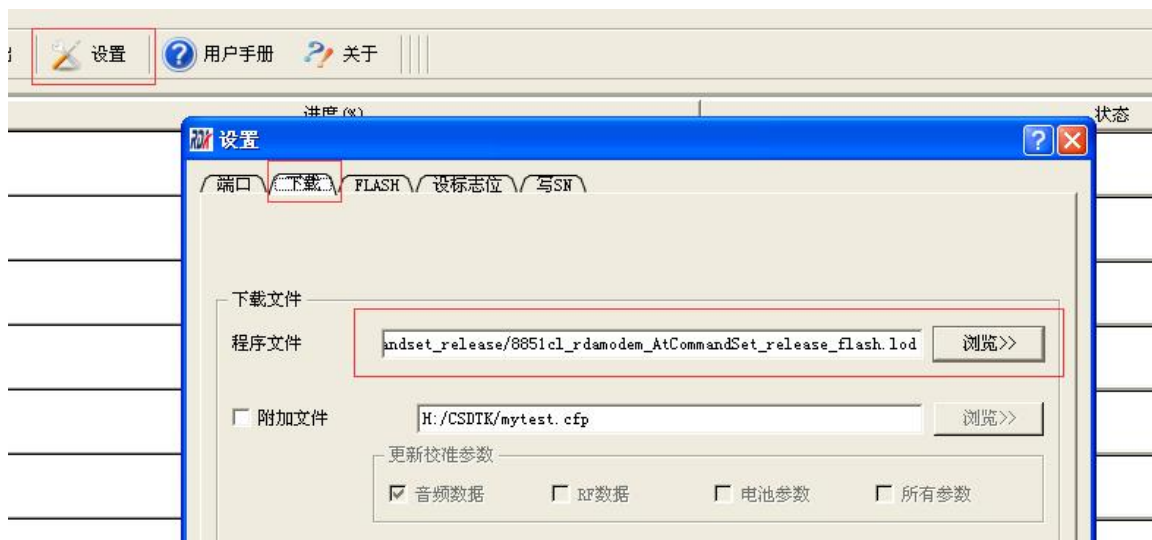 设置 用户手册 关于
进度(%) 状态
RDA 设置
端口 下载 FLASH 设标志位 写SN
下载文件
程序文件 andset_release/8851cl_rdamodem_AtCommandSet_release_flash.lod 浏览>>
附加文件 H:/CSDTK/mytest.cfp 浏览>>
更新校准参数
音频数据 RF数据 电池参数 所有参数